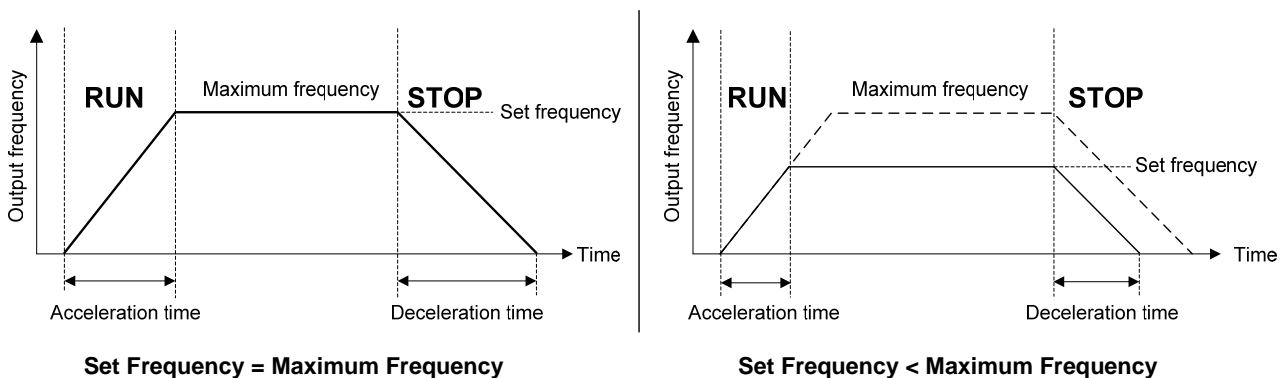 Output frequency
RUN
Maximum frequency
STOP
Set frequency
Time
Acceleration time
Deceleration time
Set Frequency = Maximum Frequency
Output frequency
RUN
Maximum frequency
STOP
Set frequency
Time
Acceleration time
Deceleration time
Set Frequency < Maximum Frequency